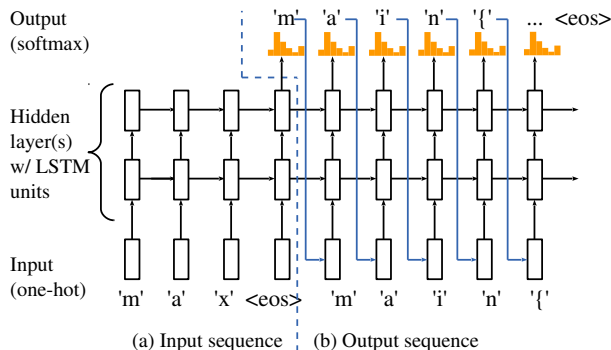 Output
(softmax)
'm' 'a' 'i' 'n' '{' ... <eos>
Hidden
layer(s)
w/ LSTM
units
Input
(one-hot)
'm' 'a' 'x' <eos> 'm' 'a' 'i' 'n' '{'
(a) Input sequence
(b) Output sequence